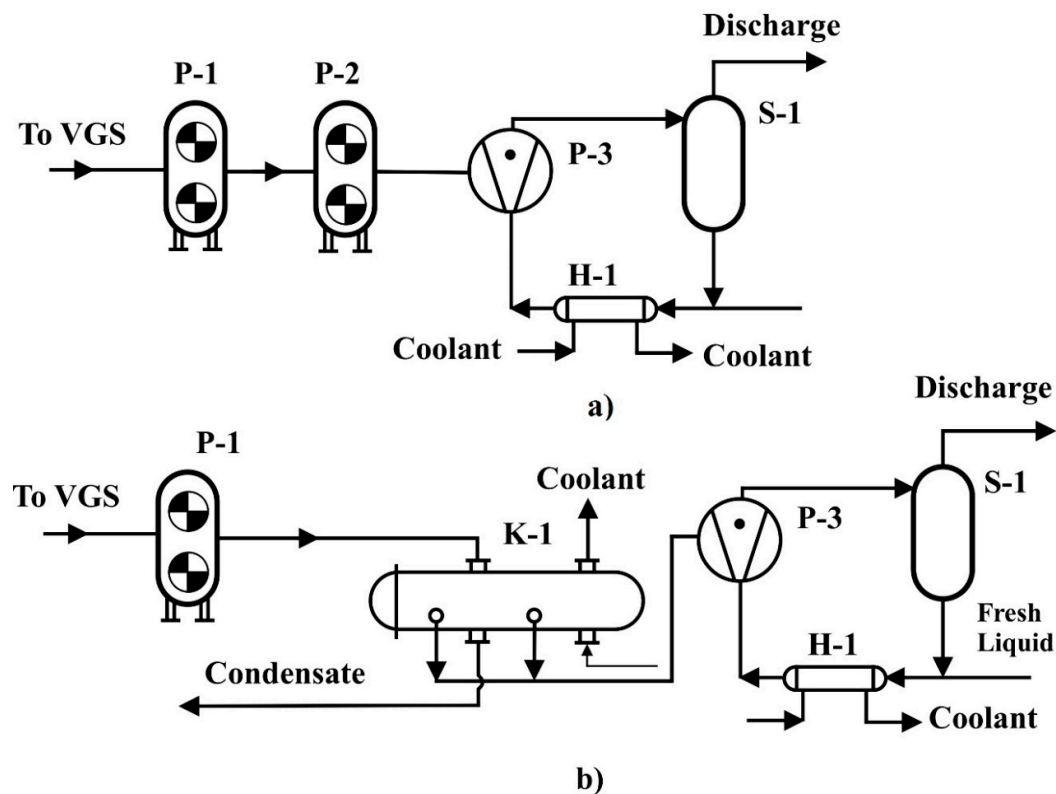 Discharge
P-1
P-2
S-1
To VGS
P-3
H-1
Coolant
Coolant
a)
Discharge
P-1
Coolant
S-1
To VGS
P-3
K-1
Fresh
Liquid
H-1
Condensate
Coolant
b)